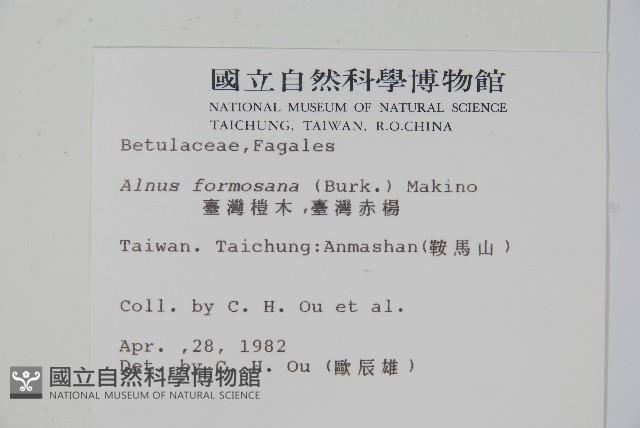 國立自然科學博物館
NATIONAL MUSEUM OF NATURAL SCIENCE
TAICHUNG, TAIWAN, R.O.CHINA
Betulaceae,Fagales
Alnus formosana (Burk.) Makino
臺灣榿木,臺灣赤楊
Taiwan. Taichung:Anmashan(鞍馬山)
Coll. by C. H. Ou et al.
Apr. ,28, 1982
Det. by C. H. Ou (歐辰雄)
國立自然科學博物館
NATIONAL MUSEUM OF NATURAL SCIENCE